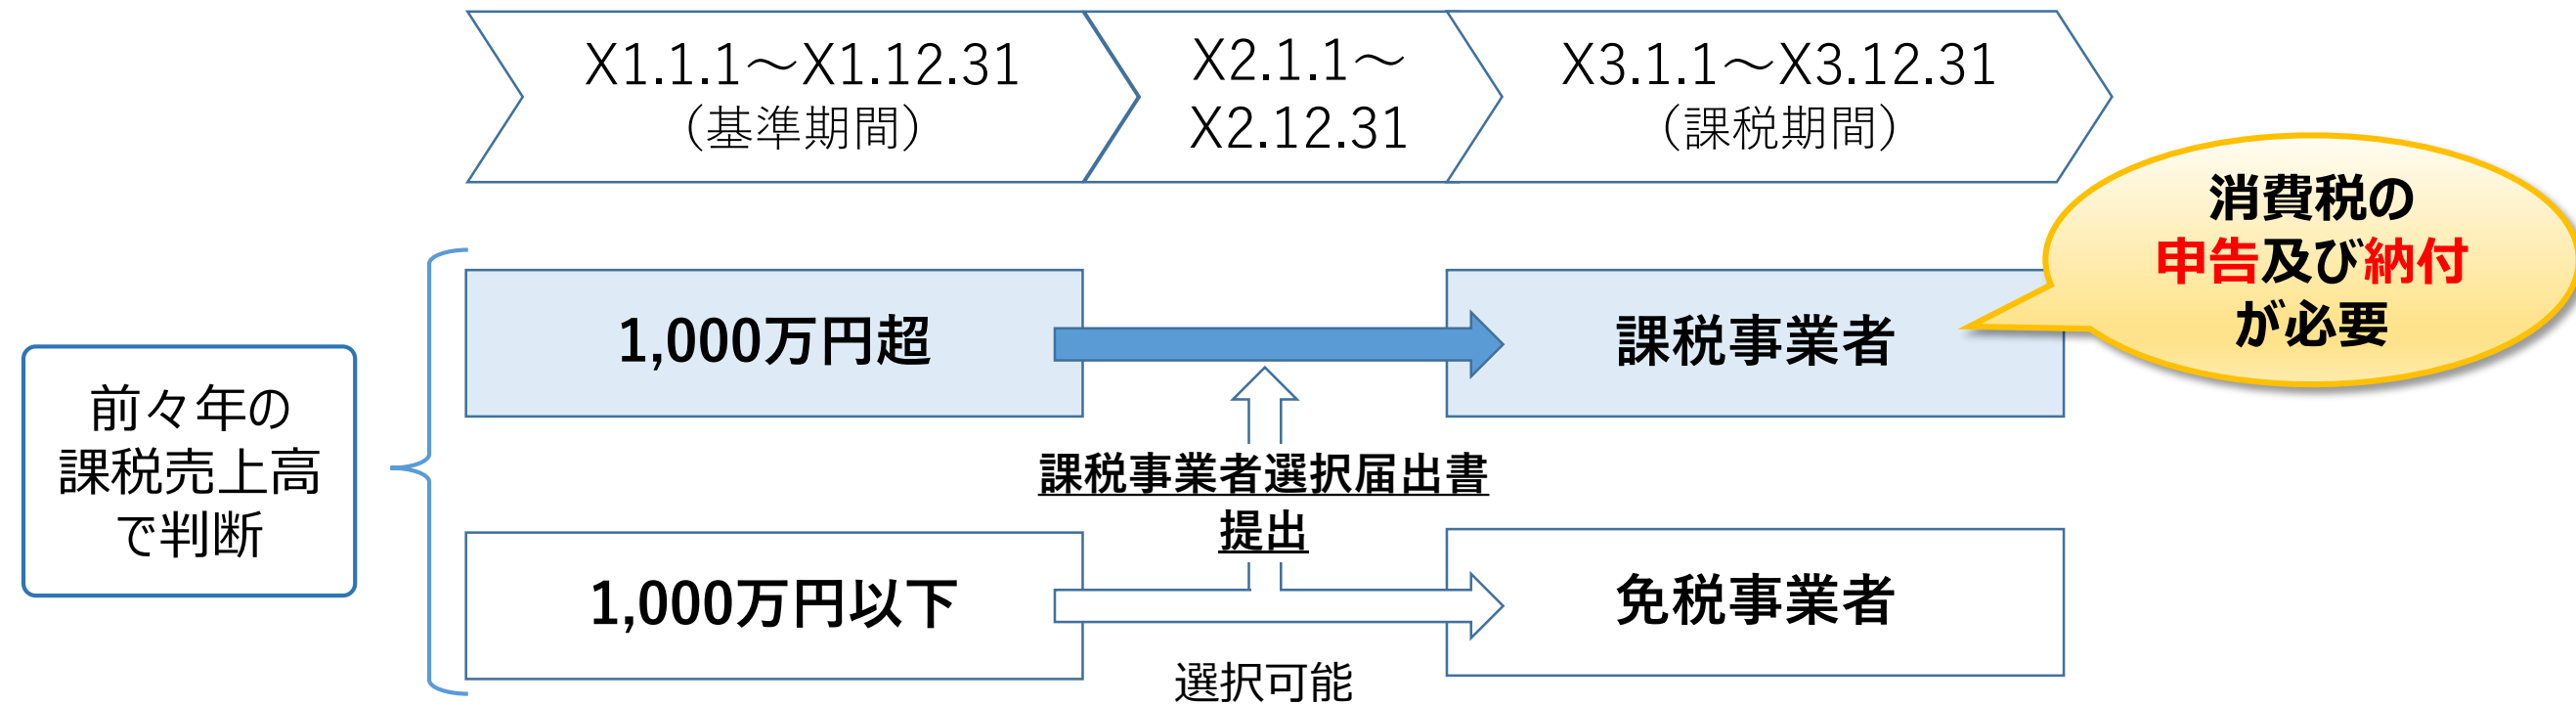 X1.1.1～X1.12.31
（基準期間）
X2.1.1～
X2.12.31
X3.1.1～X3.12.31
（課税期間）
消費税の
申告及び納付
が必要
前々年の
課税売上高
で判断
1,000万円超
課税事業者
課税事業者選択届出書
提出
1,000万円以下
免税事業者
選択可能